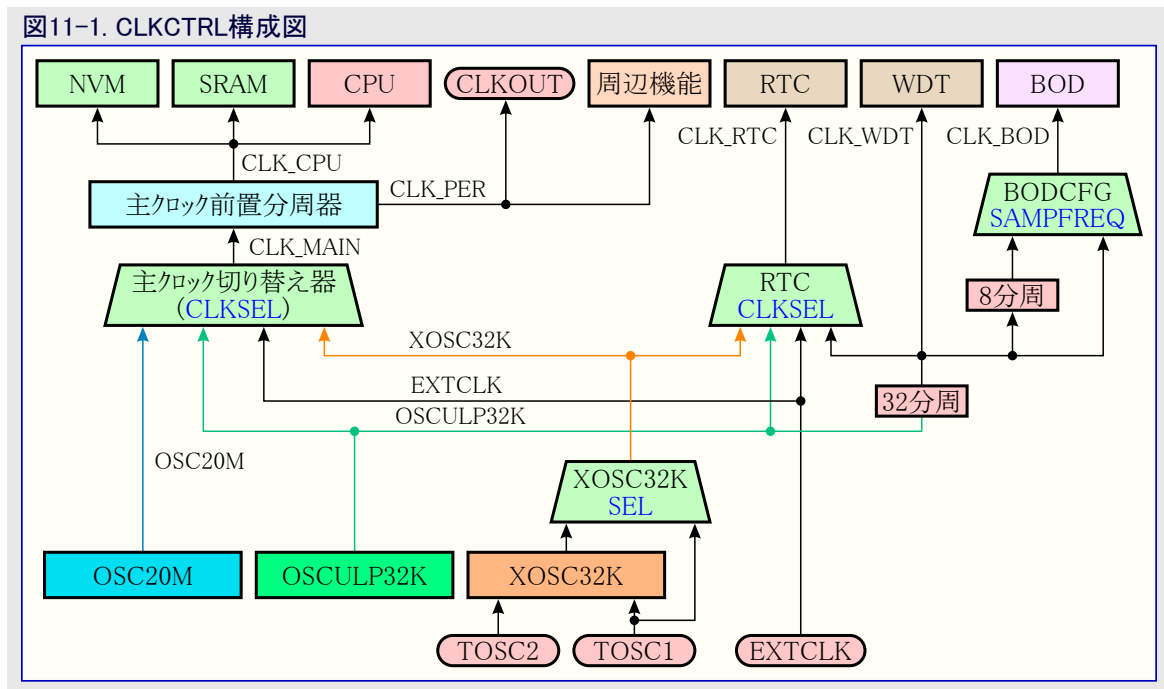 図11-1. CLKCTRL構成図
NVM
SRAM
CPU
CLKOUT
周辺機能
RTC
WDT
BOD
CLK_RTC
CLK_WDT
CLK_BOD
CLK_CPU
CLK_PER
主クロック前置分周器
BODCFG
SAMPFREQ
CLK_MAIN
主クロック切り替え器
(CLKSEL)
RTC
CLKSEL
8分周
XOSC32K
EXTCLK
32分周
OSCULP32K
OSC20M
XOSC32K
SEL
OSC20M
OSCULP32K
XOSC32K
TOSC2
TOSC1
EXTCLK